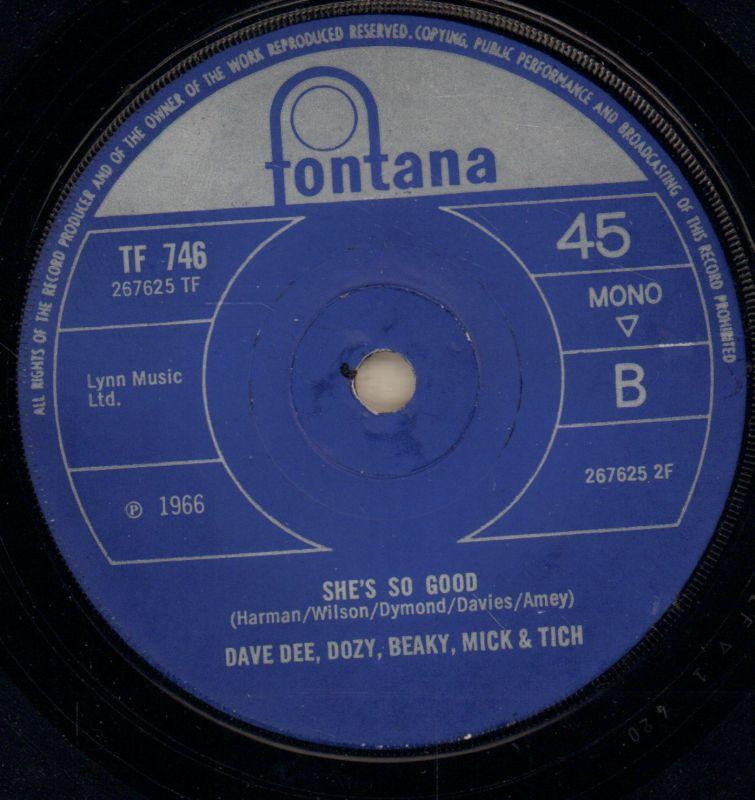 ALL RIGHTS OF THE RECORD PRODUCER AND OF THE OWNER OF THE WORK REPRODUCED RESERVED. COPYING, PUBLIC PERFORMANCE AND BROADCASTING OF THIS RECORD PROHIBITED
fontana
TF 746
267625 TF
45
MONO
Lynn Music
Ltd.
B
℗ 1966
267625 2F
SHE'S SO GOOD
(Harman/Wilson/Dymond/Davies/Amey)
DAVE DEE, DOZY, BEAKY, MICK & TICH